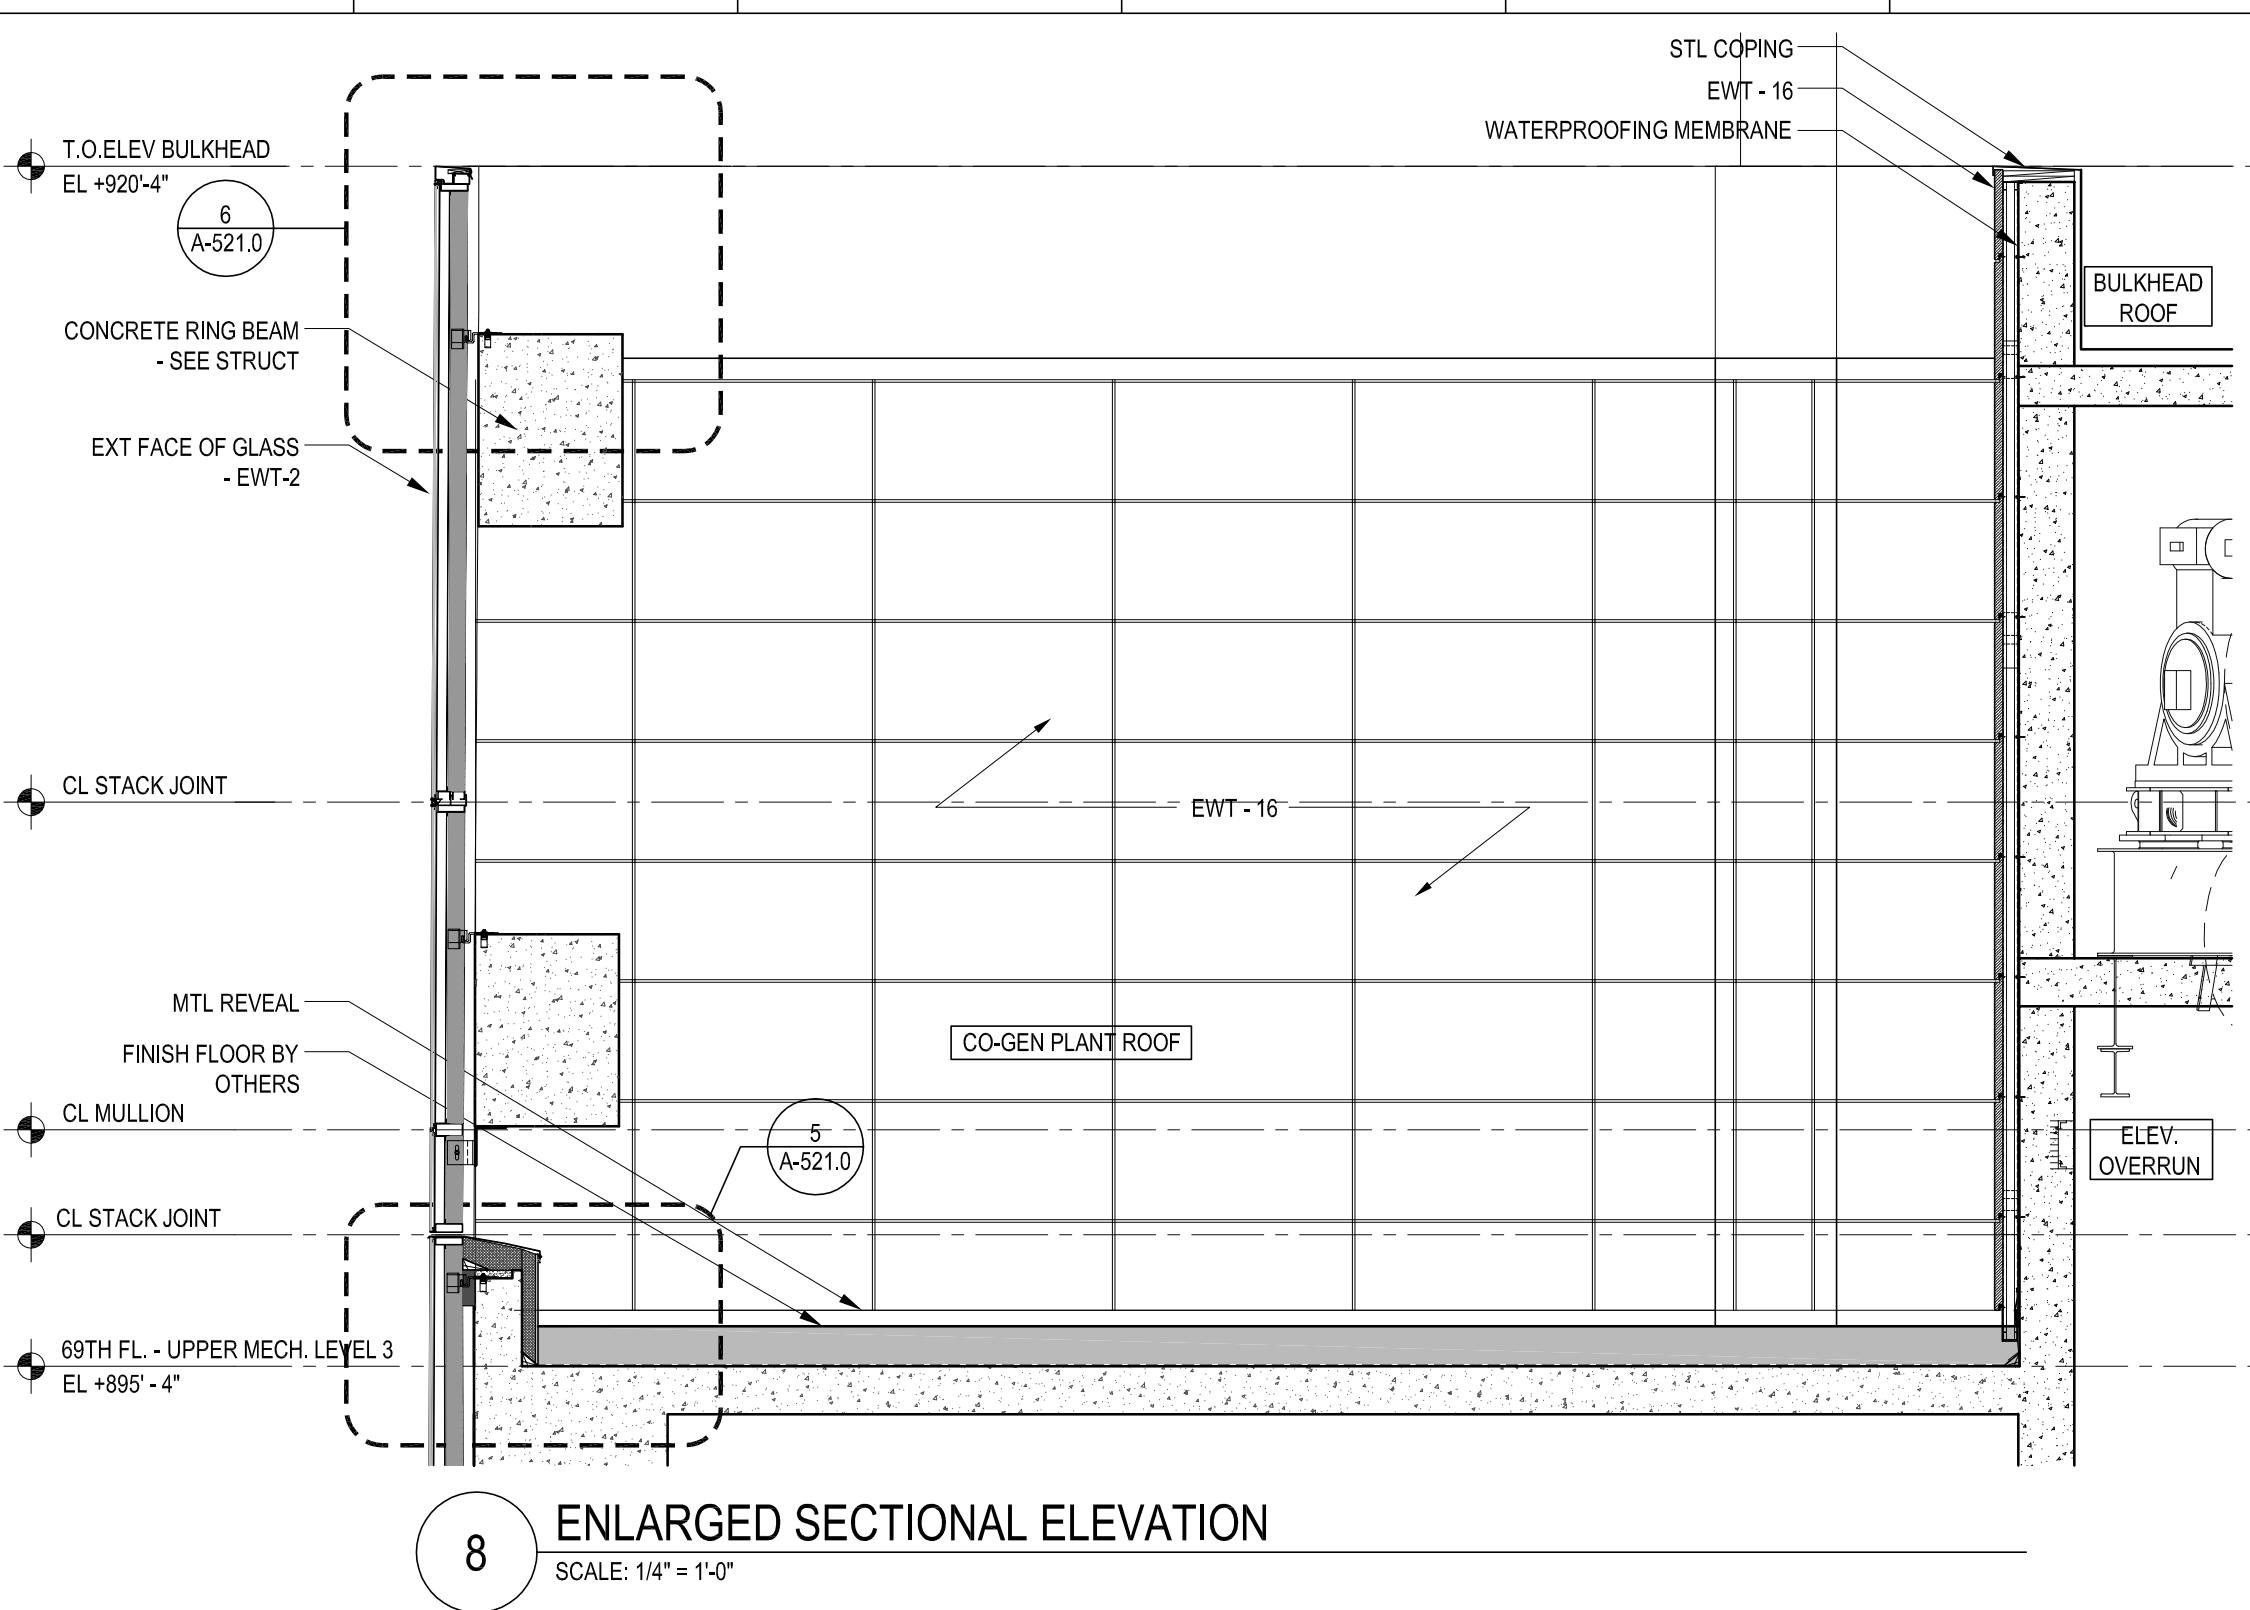 STL COPING
EWT - 16
WATERPROOFING MEMBRANE
T.O.ELEV BULKHEAD
EL +920'-4"
6
A-521.0
BULKHEAD
ROOF
CONCRETE RING BEAM
- SEE STRUCT
EXT FACE OF GLASS
- EWT-2
CL STACK JOINT
EWT - 16
MTL REVEAL
CO-GEN PLANT ROOF
FINISH FLOOR BY
OTHERS
CL MULLION
5
A-521.0
ELEV.
OVERRUN
CL STACK JOINT
69TH FL. - UPPER MECH. LEVEL 3
EL +895' - 4"
8
ENLARGED SECTIONAL ELEVATION
SCALE: 1/4" = 1'-0"